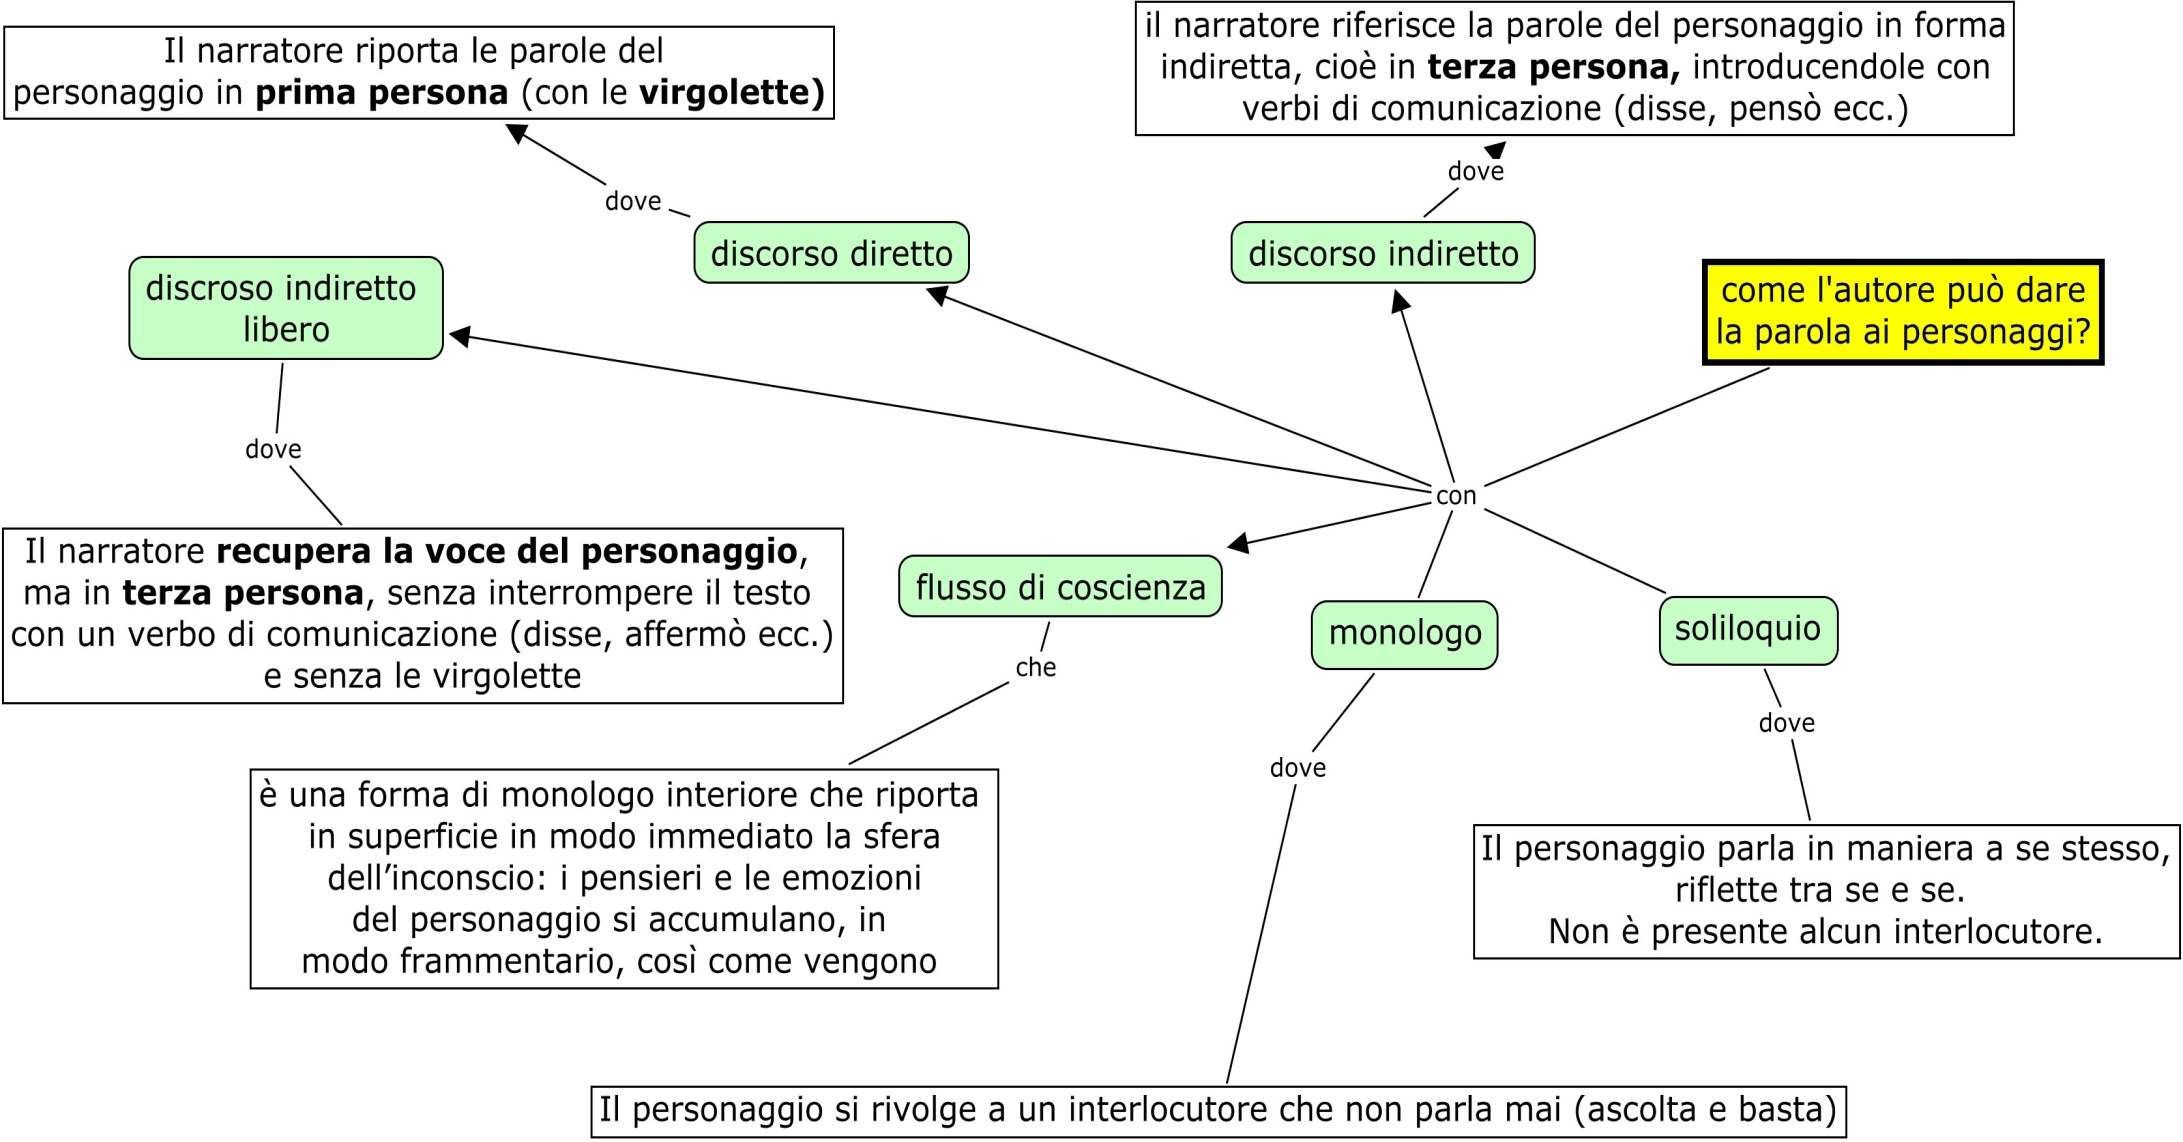 Il narratore riporta le parole del
personaggio in prima persona (con le virgolette)
il narratore riferisce la parole del personaggio in forma
indiretta, cioè in terza persona, introducendole con
verbi di comunicazione (disse, pensò ecc.)
dove
dove
discorso diretto
discorso indiretto
discroso indiretto
libero
come l'autore può dare
la parola ai personaggi?
dove
con
Il narratore recupera la voce del personaggio,
ma in terza persona, senza interrompere il testo
con un verbo di comunicazione (disse, affermò ecc.)
e senza le virgolette
flusso di coscienza
monologo
soliloquio
che
dove
dove
è una forma di monologo interiore che riporta
in superficie in modo immediato la sfera
dell’inconscio: i pensieri e le emozioni
del personaggio si accumulano, in
modo frammentario, così come vengono
Il personaggio parla in maniera a se stesso,
riflette tra se e se.
Non è presente alcun interlocutore.
Il personaggio si rivolge a un interlocutore che non parla mai (ascolta e basta)